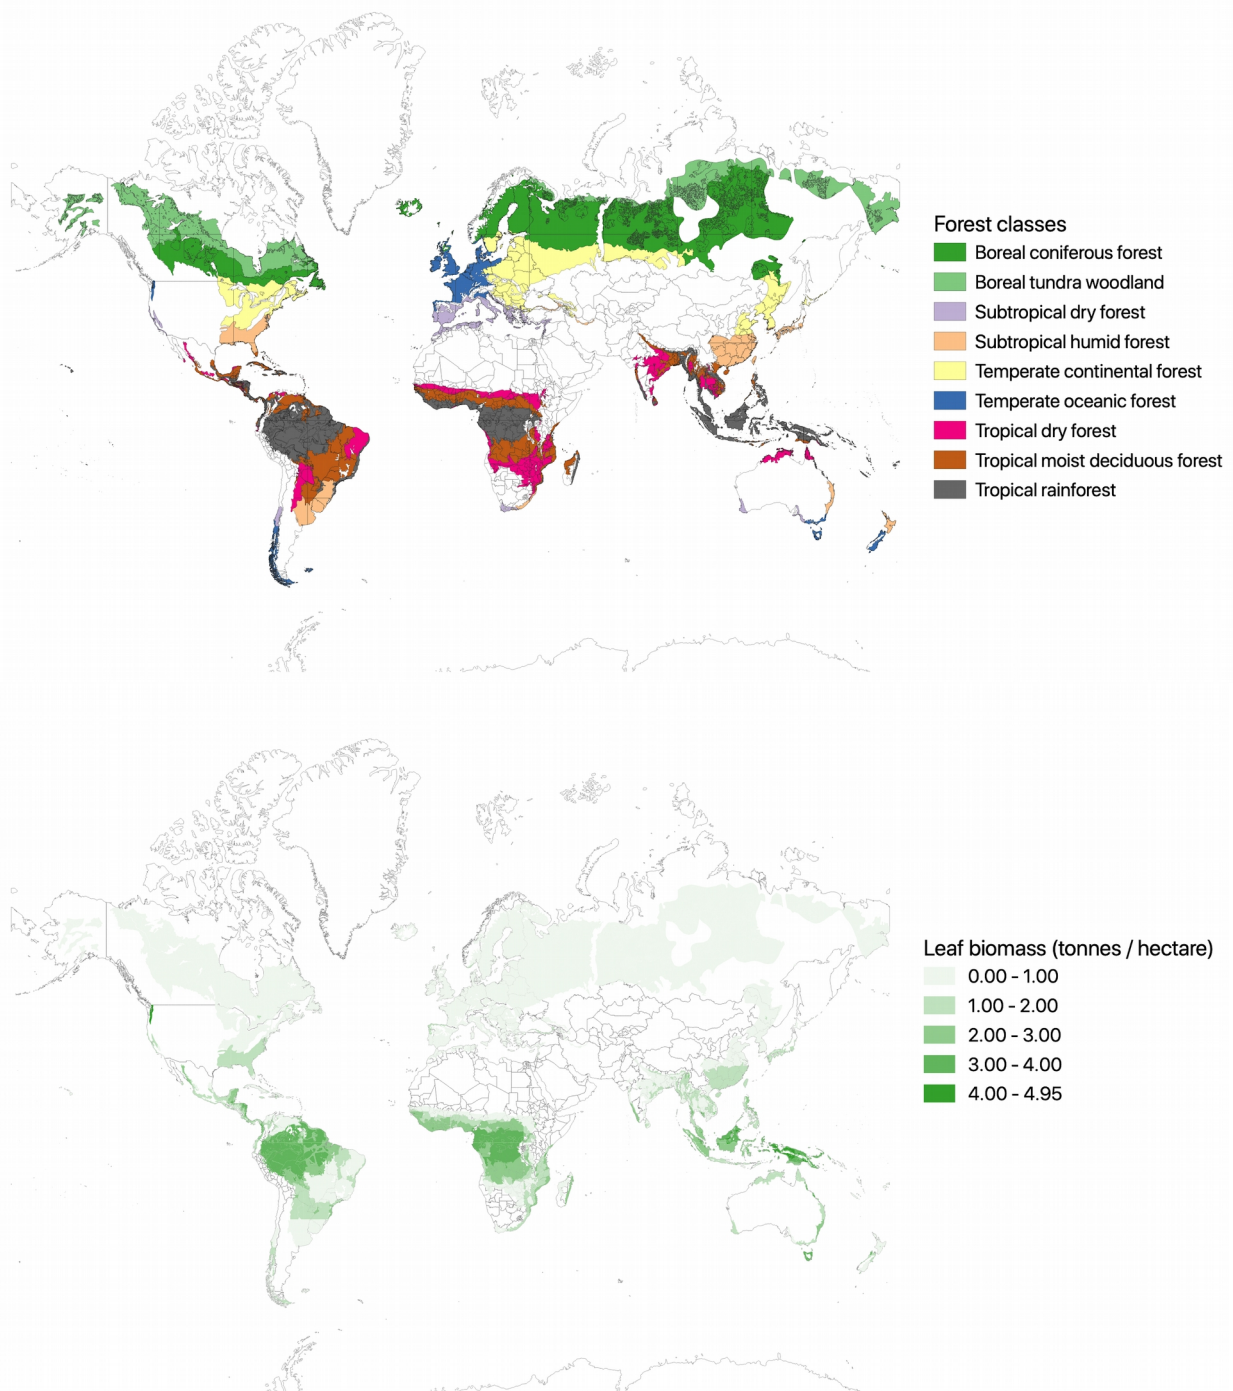 Forest classes
Boreal coniferous forest
Boreal tundra woodland
Subtropical dry forest
Subtropical humid forest
Temperate continental forest
Temperate oceanic forest
Tropical dry forest
Tropical moist deciduous forest
Tropical rainforest
Leaf biomass (tonnes / hectare)
0.00 - 1.00
1.00 - 2.00
2.00 - 3.00
3.00 - 4.00
4.00 - 4.95